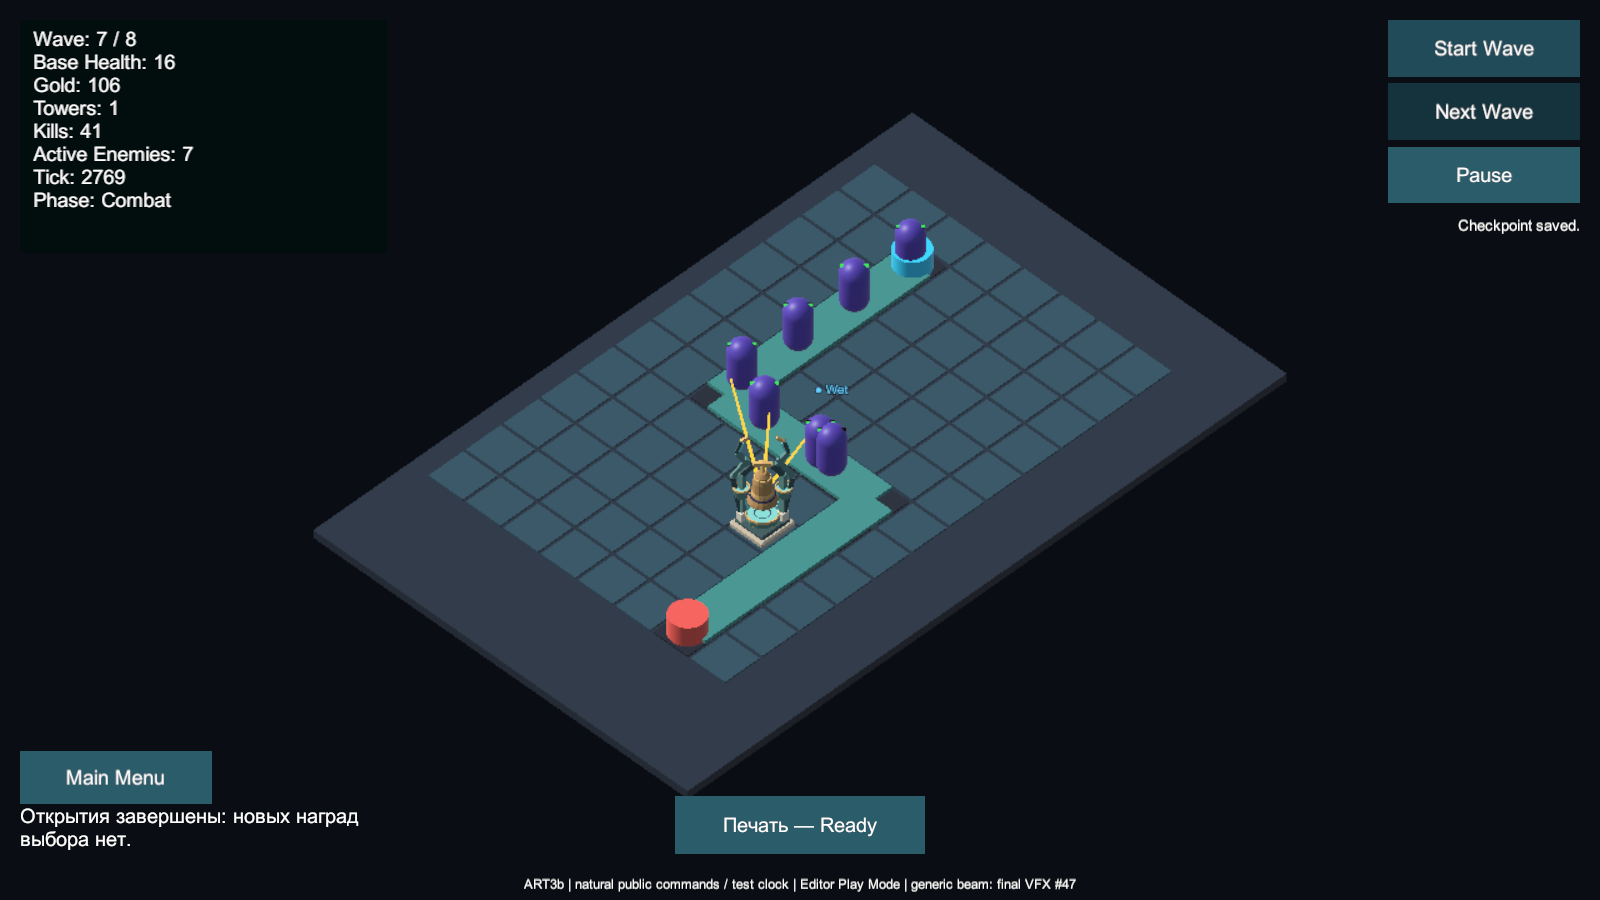 Wave: 7 / 8
Base Health: 16
Gold: 106
Towers: 1
Kills: 41
Active Enemies: 7
Tick: 2769
Phase: Combat
Start Wave
Next Wave
Pause
Checkpoint saved.
Wet
Main Menu
Открытия завершены: новых наград
выбора нет.
Печать — Ready
ART3b | natural public commands / test clock | Editor Play Mode | generic beam: final VFX #47